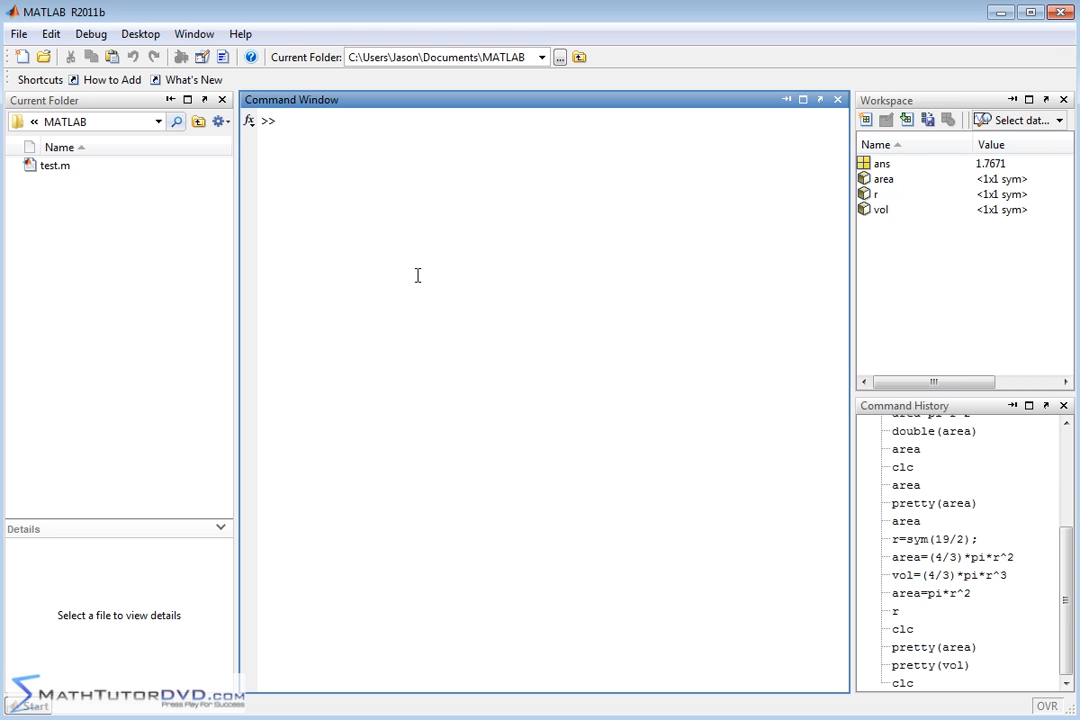 MATLAB R2011b
File Edit Debug Desktop Window Help
Current Folder: C:\Users\Jason\Documents\MATLAB ...
Shortcuts How to Add What's New
Current Folder
« MATLAB
Name
test.m
Details
Select a file to view details
MATHTUTORDVD.COM
Press Play For Success
Start
Command Window
fx >>
Workspace
Select dat...
Name Value
ans 1.7671
area <1x1 sym>
r <1x1 sym>
vol <1x1 sym>
Command History
double(area)
area
clc
area
pretty(area)
area
r=sym(19/2);
area=(4/3)*pi*r^2
vol=(4/3)*pi*r^3
area=pi*r^2
r
clc
pretty(area)
pretty(vol)
clc
OVR